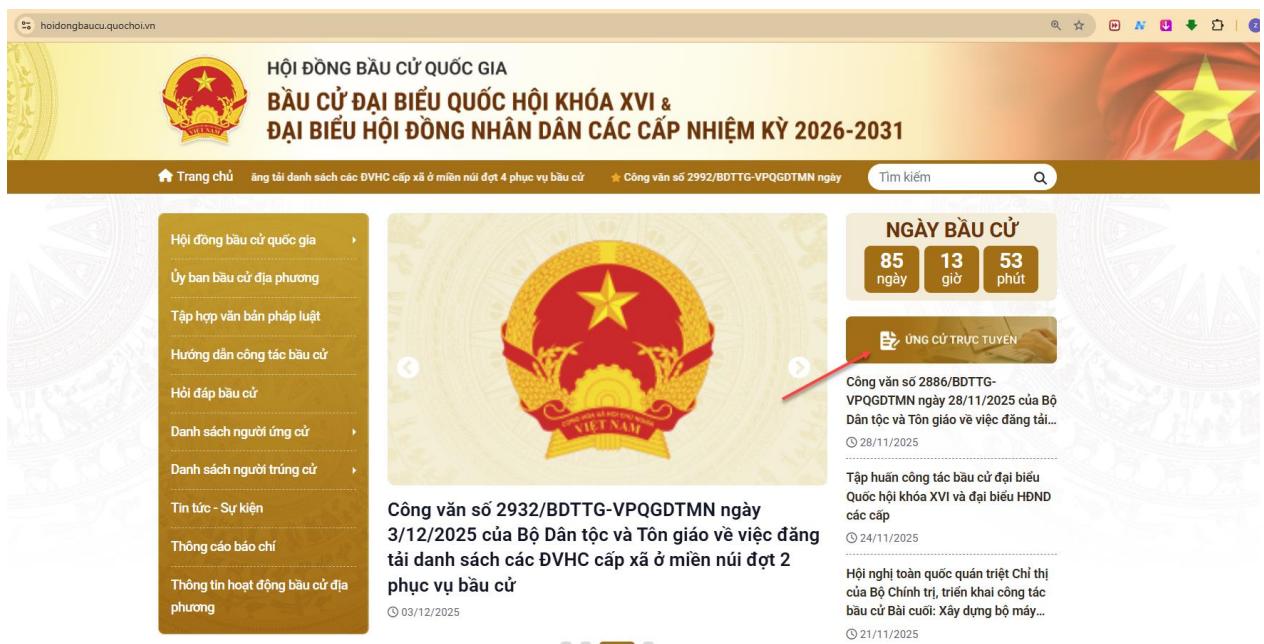 hoidongbaucu.quochoi.vn
HỘI ĐỒNG BẦU CỬ QUỐC GIA
BẦU CỬ ĐẠI BIỂU QUỐC HỘI KHÓA XVI &
ĐẠI BIỂU HỘI ĐỒNG NHÂN DÂN CÁC CẤP NHIỆM KỲ 2026-2031
VIỆT NAM
Trang chủ
ăng tải danh sách các ĐVHC cấp xã ở miền núi đợt 4 phục vụ bầu cử
Công văn số 2992/BDTTG-VPQGDTMN ngày
Tìm kiếm
Hội đồng bầu cử quốc gia
Ủy ban bầu cử địa phương
Tập hợp văn bản pháp luật
Hướng dẫn công tác bầu cử
Hỏi đáp bầu cử
Danh sách người ứng cử
Danh sách người trúng cử
Tin tức - Sự kiện
Thông cáo báo chí
Thông tin hoạt động bầu cử địa
phương
CỘNG HÒA XÃ HỘI CHỦ NGHĨA
VIỆT NAM
Công văn số 2932/BDTTG-VPQGDTMN ngày
3/12/2025 của Bộ Dân tộc và Tôn giáo về việc đăng
tải danh sách các ĐVHC cấp xã ở miền núi đợt 2
phục vụ bầu cử
03/12/2025
NGÀY BẦU CỬ
85 13 53
ngày giờ phút
ỨNG CỬ TRỰC TUYẾN
Công văn số 2886/BDTTG-
VPQGDTMN ngày 28/11/2025 của Bộ
Dân tộc và Tôn giáo về việc đăng tải...
28/11/2025
Tập huấn công tác bầu cử đại biểu
Quốc hội khóa XVI và đại biểu HĐND
các cấp
24/11/2025
Hội nghị toàn quốc quán triệt Chỉ thị
của Bộ Chính trị, triển khai công tác
bầu cử Bài cuối: Xây dựng bộ máy...
21/11/2025